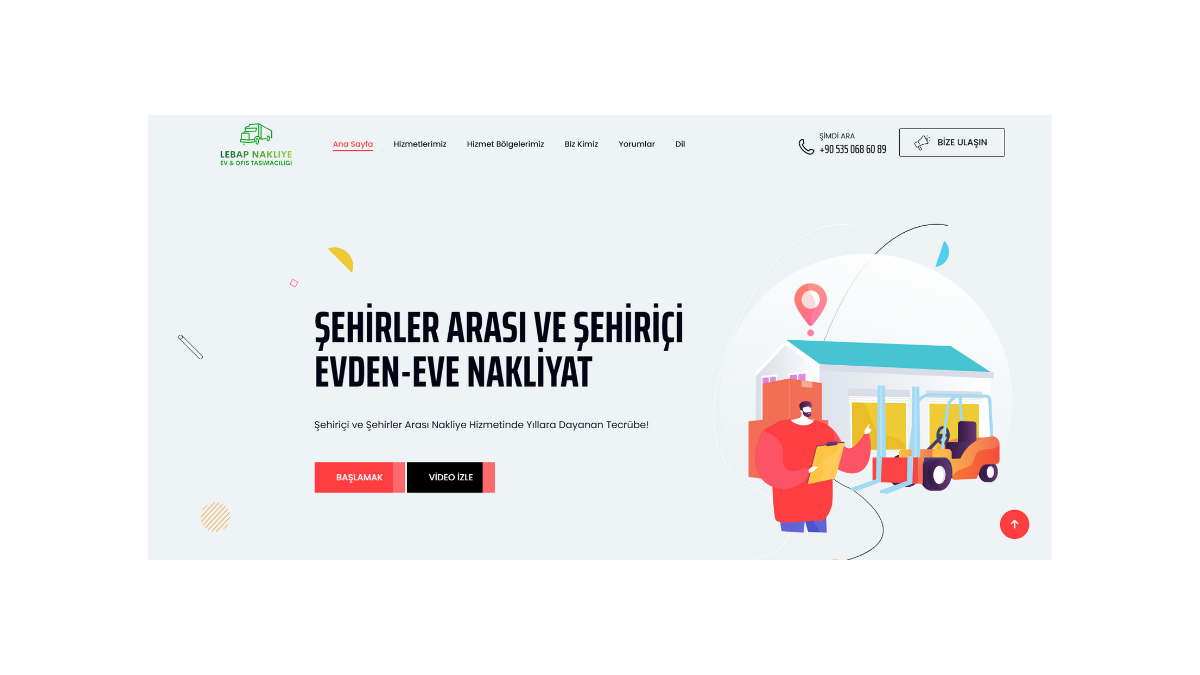 LEBAP NAKLIYE
EV & OFIS TASIMACILIGI
Ana Sayfa
Hizmetlerimiz
Hizmet Bölgelerimiz
Biz Kimiz
Yorumlar
Dil
ŞİMDİ ARA
+90 535 068 60 89
BİZE ULAŞIN
ŞEHİRLER ARASI VE ŞEHİRİÇİ
EVDEN-EVE NAKLİYAT
Şehiriçi ve Şehirler Arası Nakliye Hizmetinde Yıllara Dayanan Tecrübe!
BAŞLAMAK
VİDEO İZLE